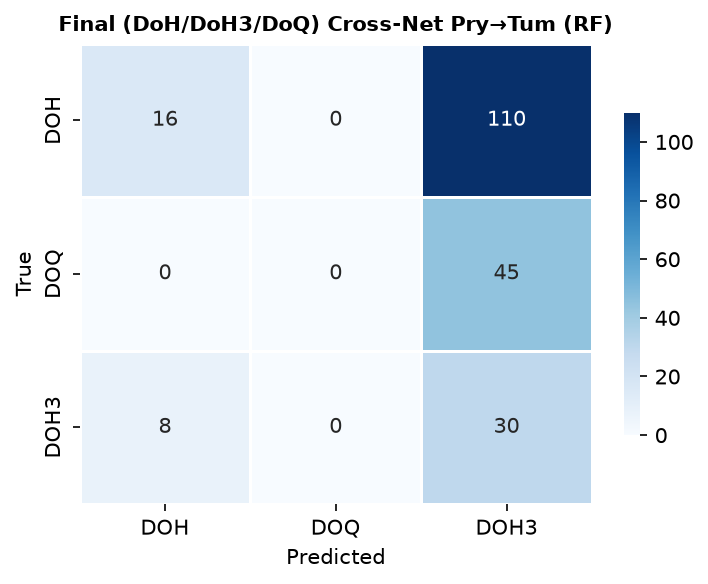 Final (DoH/DoH3/DoQ) Cross-Net Pry→Tum (RF)
True
DOH
16
0
110
DOQ
0
0
45
DOH3
8
0
30
DOH
DOQ
DOH3
Predicted
100
80
60
40
20
0